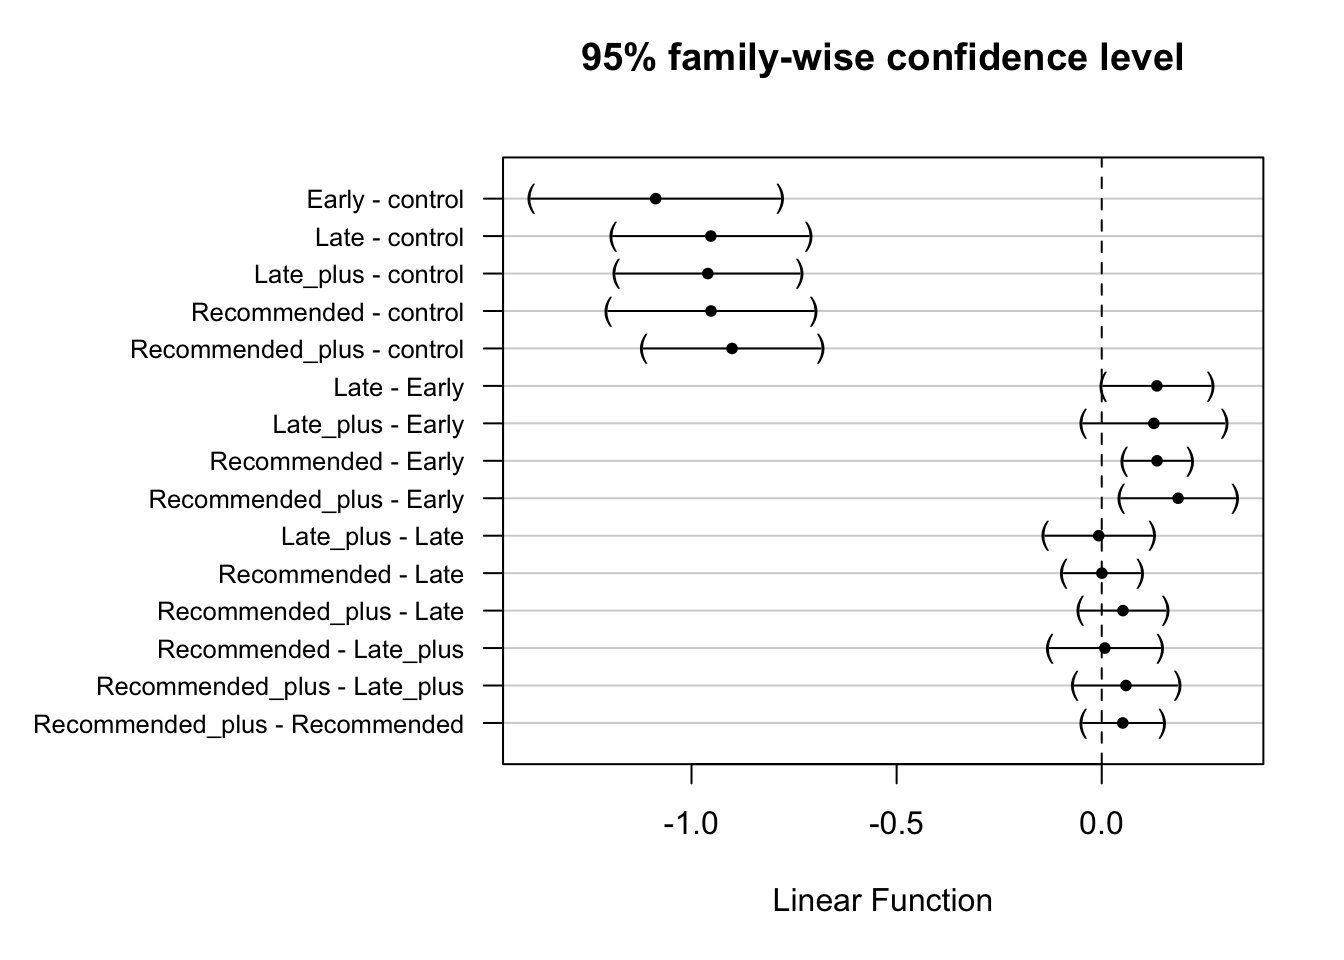 95% family-wise confidence level
Early - control
Late - control
Late_plus - control
Recommended - control
Recommended_plus - control
Late - Early
Late_plus - Early
Recommended - Early
Recommended_plus - Early
Late_plus - Late
Recommended - Late
Recommended_plus - Late
Recommended - Late_plus
Recommended_plus - Late_plus
Recommended_plus - Recommended
-1.0 -0.5 0.0
Linear Function